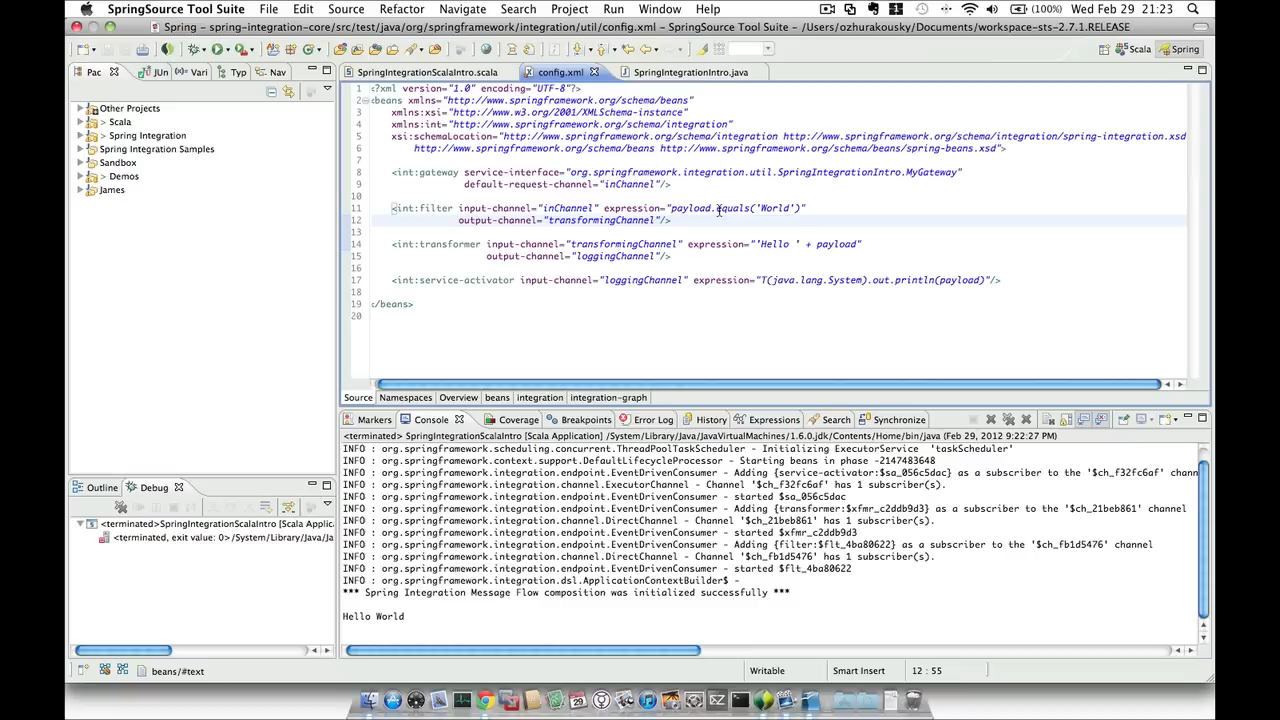 SpringSource Tool Suite File Edit Source Refactor Navigate Search Project Run Window Help (100%) Wed Feb 29 21:23
Spring – spring-integration-core/src/test/java/org/springframework/integration/util/config.xml – SpringSource Tool Suite – /Users/ozhurakousky/Documents/workspace-sts-2.7.1.RELEASE
Scala Spring
Pac JUn Vari Typ Nav
SpringIntegrationScalaIntro.scala config.xml SpringIntegrationIntro.java
Other Projects
> Scala
> Spring Integration
Spring Integration Samples
Sandbox
> Demos
James
1 <?xml version="1.0" encoding="UTF-8"?>
2 <beans xmlns="http://www.springframework.org/schema/beans"
3 xmlns:xsi="http://www.w3.org/2001/XMLSchema-instance"
4 xmlns:int="http://www.springframework.org/schema/integration"
5 xsi:schemaLocation="http://www.springframework.org/schema/integration http://www.springframework.org/schema/integration/spring-integration.xsd
6 http://www.springframework.org/schema/beans http://www.springframework.org/schema/beans/spring-beans.xsd">
7
8 <int:gateway service-interface="org.springframework.integration.util.SpringIntegrationIntro.MyGateway"
9 default-request-channel="inChannel"/>
10
11 <int:filter input-channel="inChannel" expression="payload.equals('World')"
12 output-channel="transformingChannel"/>
13
14 <int:transformer input-channel="transformingChannel" expression="'Hello ' + payload"
15 output-channel="loggingChannel"/>
16
17 <int:service-activator input-channel="loggingChannel" expression="T(java.lang.System).out.println(payload)"/>
18
19 </beans>
20
Source Namespaces Overview beans integration integration-graph
Markers Console Coverage Breakpoints Error Log History Expressions Search Synchronize
<terminated> SpringIntegrationScalaIntro [Scala Application] /System/Library/Java/JavaVirtualMachines/1.6.0.jdk/Contents/Home/bin/java (Feb 29, 2012 9:22:27 PM)
INFO : org.springframework.scheduling.concurrent.ThreadPoolTaskScheduler - Initializing ExecutorService 'taskScheduler'
INFO : org.springframework.context.support.DefaultLifecycleProcessor - Starting beans in phase -2147483648
INFO : org.springframework.integration.endpoint.EventDrivenConsumer - Adding {service-activator:$sa_056c5dac} as a subscriber to the '$ch_f32fc6af' chann
INFO : org.springframework.integration.channel.ExecutorChannel - Channel '$ch_f32fc6af' has 1 subscriber(s).
INFO : org.springframework.integration.endpoint.EventDrivenConsumer - started $sa_056c5dac
INFO : org.springframework.integration.endpoint.EventDrivenConsumer - Adding {transformer:$xfmr_c2ddb9d3} as a subscriber to the '$ch_21beb861' channel
INFO : org.springframework.integration.channel.DirectChannel - Channel '$ch_21beb861' has 1 subscriber(s).
INFO : org.springframework.integration.endpoint.EventDrivenConsumer - started $xfmr_c2ddb9d3
INFO : org.springframework.integration.endpoint.EventDrivenConsumer - Adding {filter:$flt_4ba80622} as a subscriber to the '$ch_fb1d5476' channel
INFO : org.springframework.integration.channel.DirectChannel - Channel '$ch_fb1d5476' has 1 subscriber(s).
INFO : org.springframework.integration.endpoint.EventDrivenConsumer - started $flt_4ba80622
INFO : org.springframework.integration.dsl.ApplicationContextBuilder$ -
*** Spring Integration Message Flow composition was initialized successfully ***
Hello World
Outline Debug
<terminated>SpringIntegrationScalaIntro [Scala Applic
<terminated, exit value: 0>/System/Library/Java/Ja
beans/#text Writable Smart Insert 12 : 55